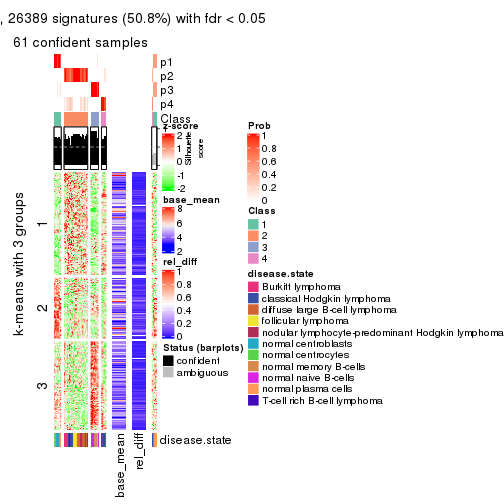 , 26389 signatures (50.8%) with fdr < 0.05
61 confident samples
p1
p2
p3
p4
Class
z-score
2
1
0
-1
-2
1
Silhouette
score
base_mean
8
6
4
2
rel_diff
1
0.8
0.6
0.4
0.2
0
Status (barplots)
confident
ambiguous
Prob
1
0.8
0.6
0.4
0.2
0
Class
1
2
3
4
disease.state
Burkitt lymphoma
classical Hodgkin lymphoma
diffuse large B-cell lymphoma
follicular lymphoma
nodular lymphocyte-predominant Hodgkin lymphoma
normal centroblasts
normal centrocytes
normal memory B-cells
normal naive B-cells
normal plasma cells
T-cell rich B-cell lymphoma
k-means with 3 groups
1
2
3
disease.state
base_mean
rel_diff